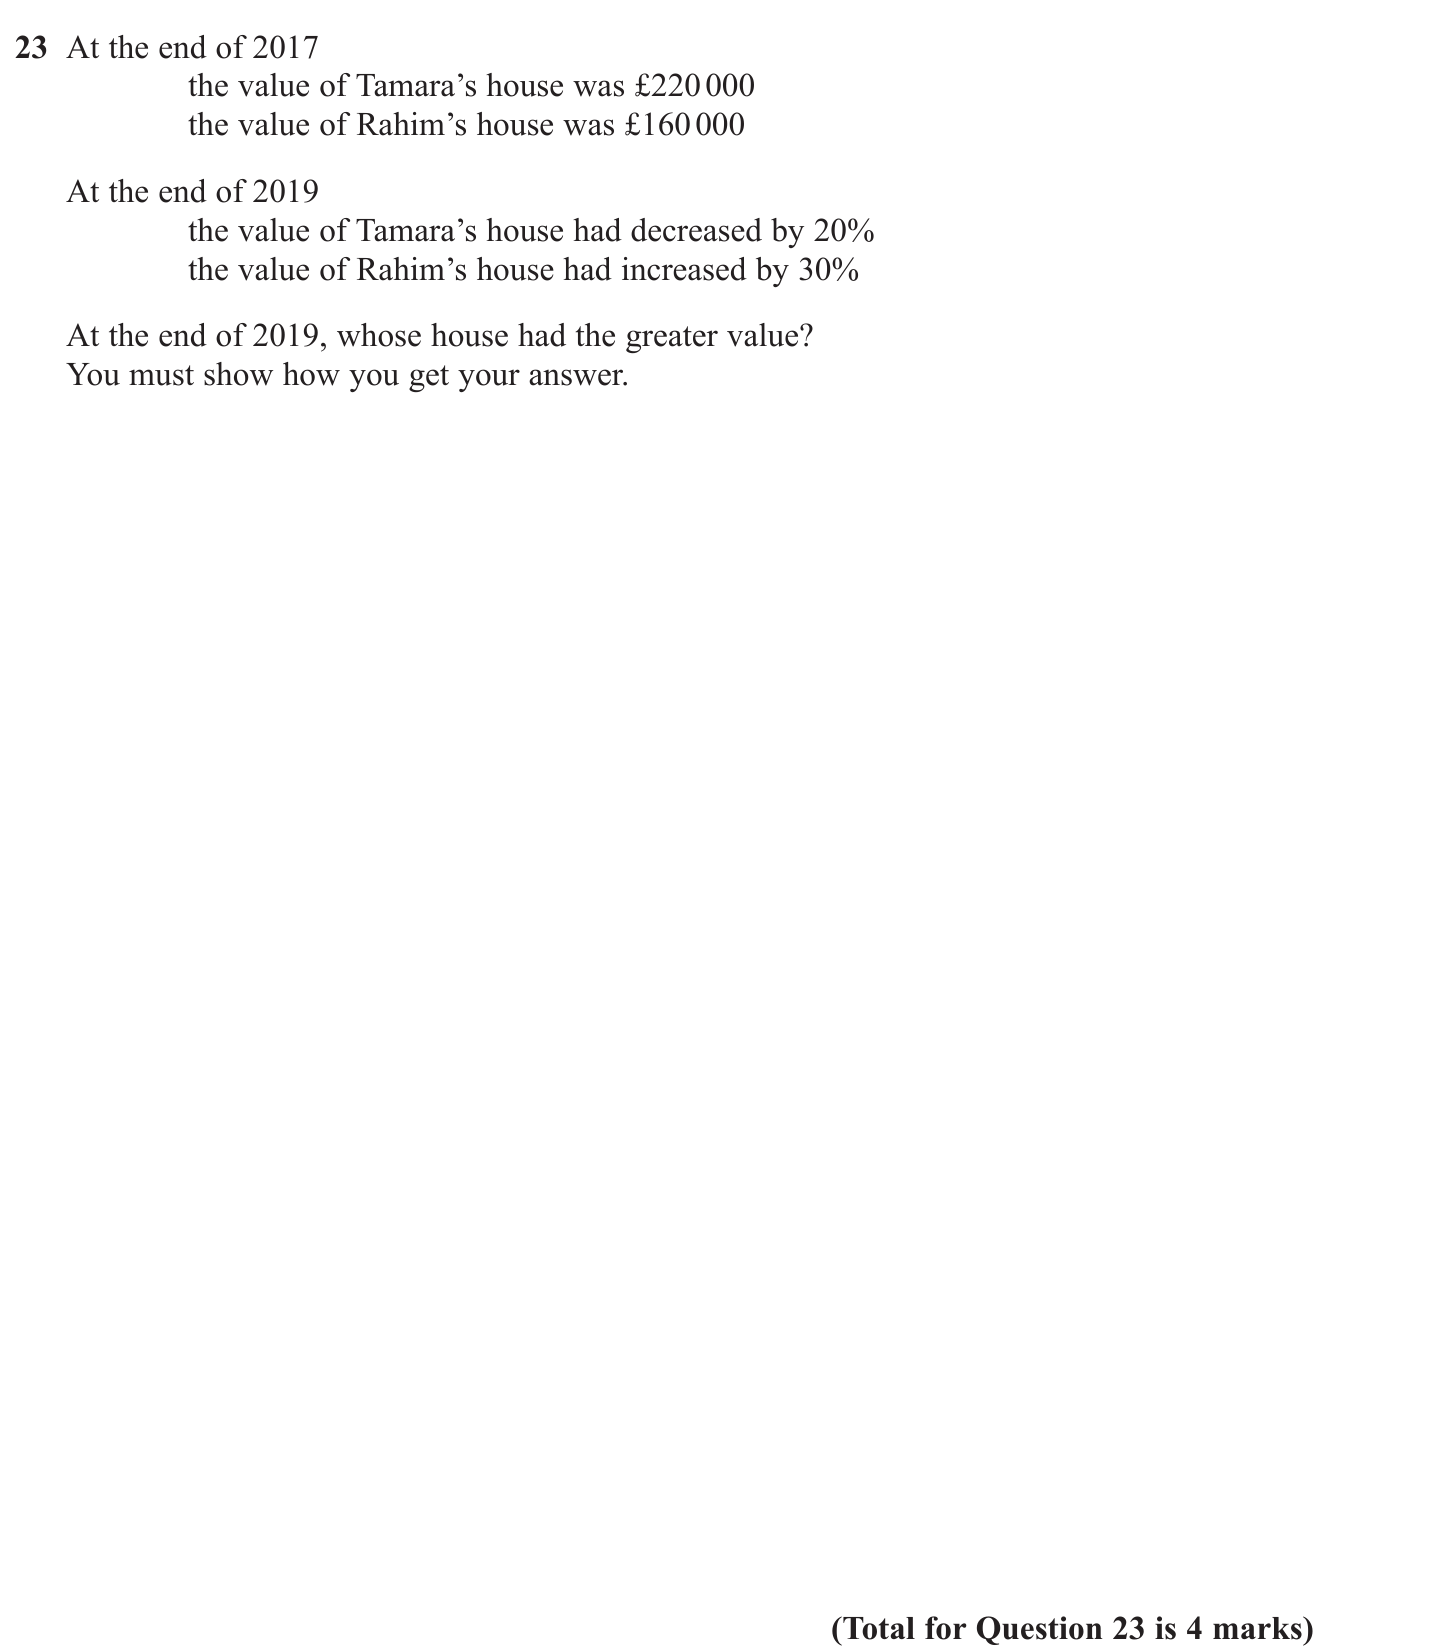 23 At the end of 2017
the value of Tamara’s house was £220 000
the value of Rahim’s house was £160 000
At the end of 2019
the value of Tamara’s house had decreased by 20%
the value of Rahim’s house had increased by 30%
At the end of 2019, whose house had the greater value?
You must show how you get your answer.
(Total for Question 23 is 4 marks)